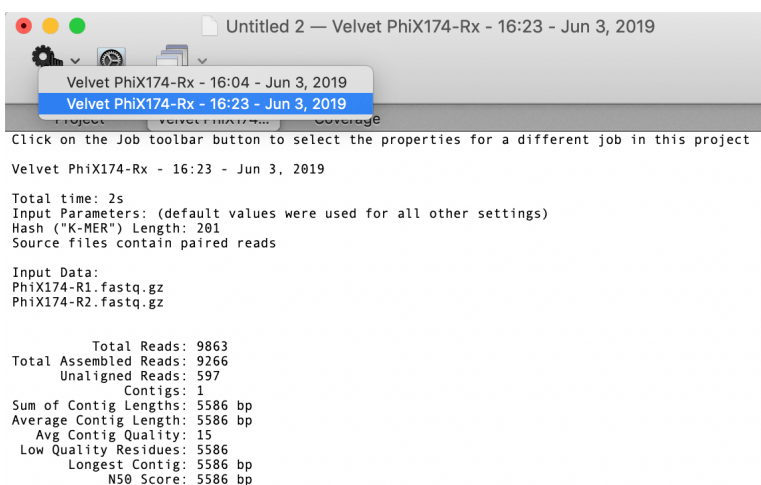 Untitled 2 — Velvet PhiX174-Rx - 16:23 - Jun 3, 2019
Velvet PhiX174-Rx - 16:04 - Jun 3, 2019
Velvet PhiX174-Rx - 16:23 - Jun 3, 2019
Project Velvet PhiX174... Coverage
Click on the Job toolbar button to select the properties for a different job in this project
Velvet PhiX174-Rx - 16:23 - Jun 3, 2019
Total time: 2s
Input Parameters: (default values were used for all other settings)
Hash ("K-MER") Length: 201
Source files contain paired reads
Input Data:
PhiX174-R1.fastq.gz
PhiX174-R2.fastq.gz
Total Reads: 9863
Total Assembled Reads: 9266
Unaligned Reads: 597
Contigs: 1
Sum of Contig Lengths: 5586 bp
Average Contig Length: 5586 bp
Avg Contig Quality: 15
Low Quality Residues: 5586
Longest Contig: 5586 bp
N50 Score: 5586 bp